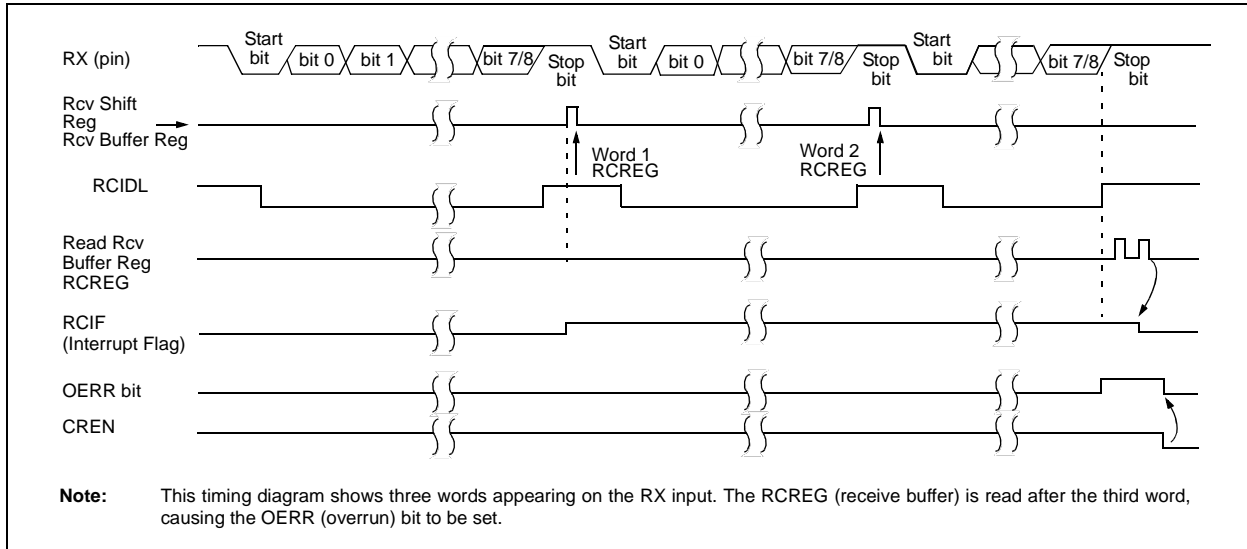 RX (pin)
Start
bit
bit 0
bit 1
bit 7/8
Stop
bit
Start
bit
bit 0
bit 7/8
Stop
bit
Start
bit
bit 7/8
Stop
bit
Rcv Shift
Reg
Rcv Buffer Reg
Word 1
RCREG
Word 2
RCREG
RCIDL
Read Rcv
Buffer Reg
RCREG
RCIF
(Interrupt Flag)
OERR bit
CREN
Note: This timing diagram shows three words appearing on the RX input. The RCREG (receive buffer) is read after the third word,
causing the OERR (overrun) bit to be set.